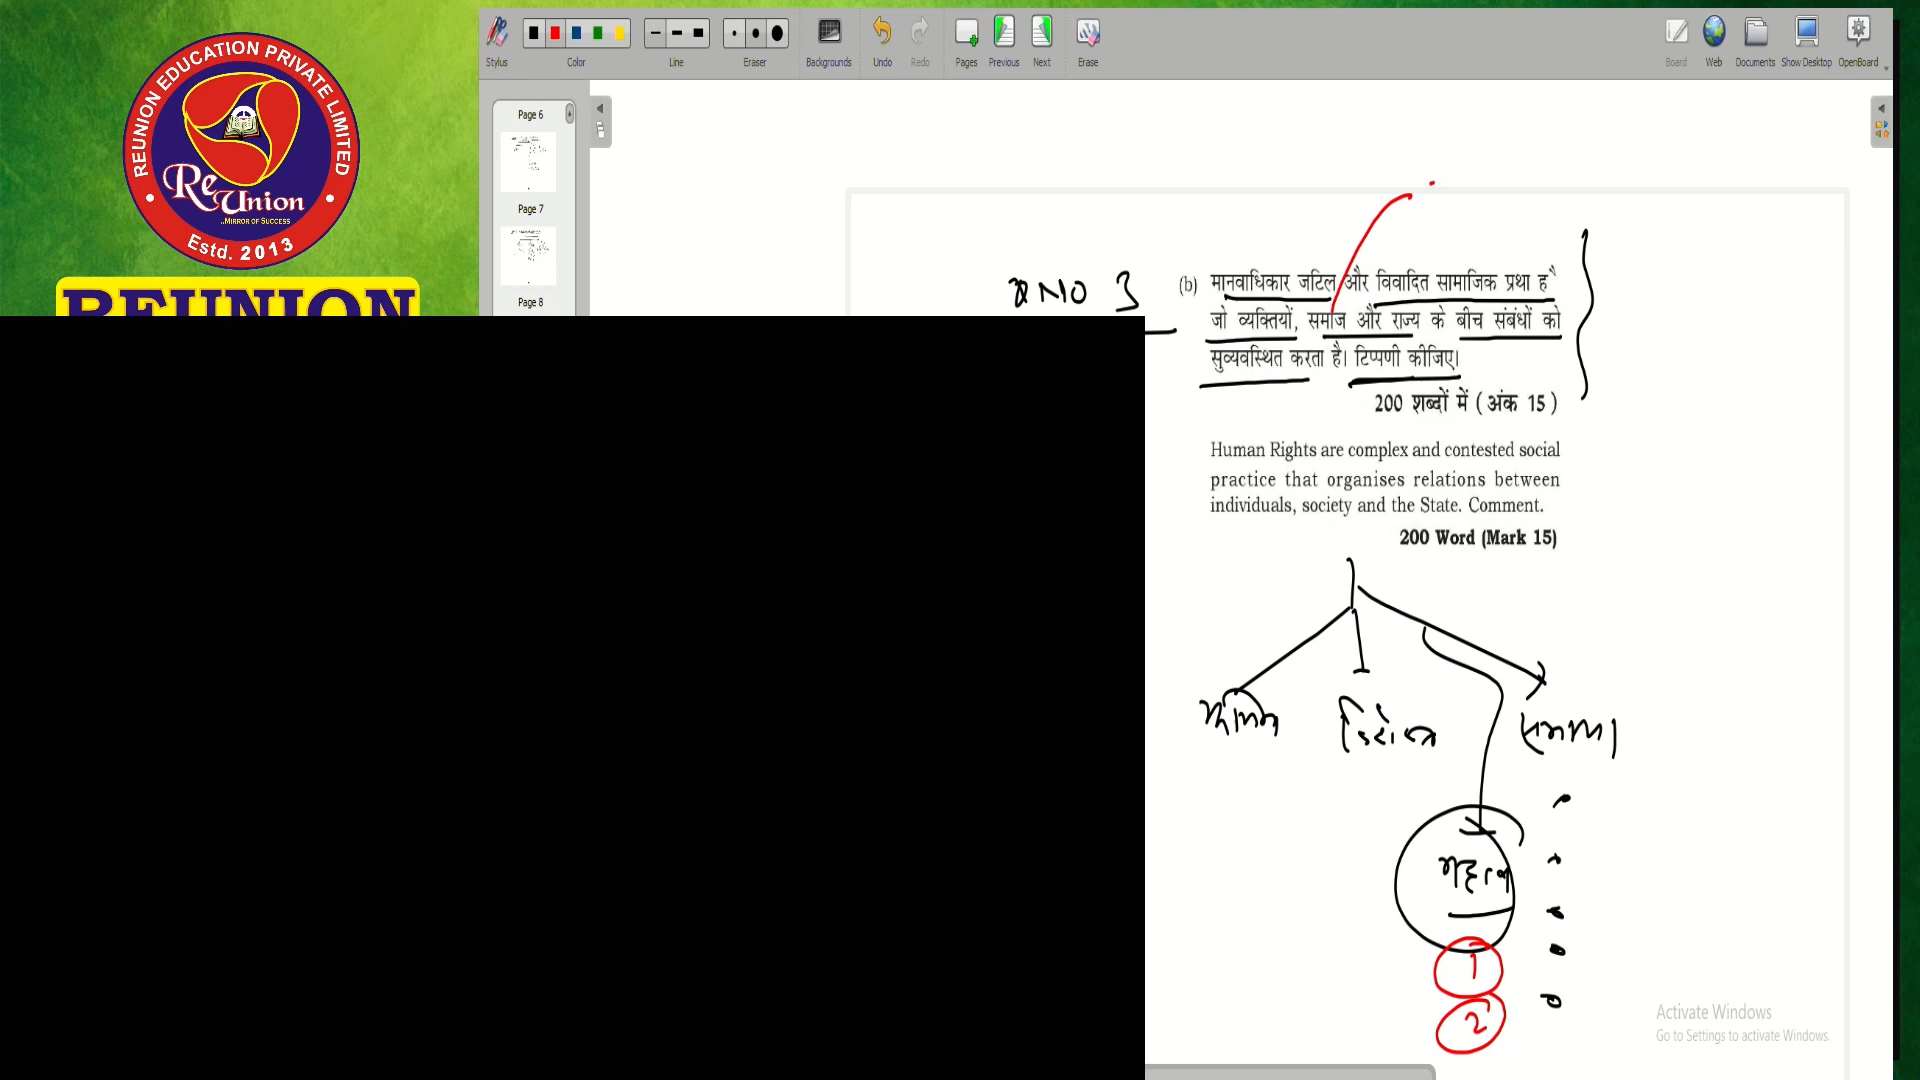 REUNION EDUCATION PRIVATE LIMITED
ReUnion
..MIRROR OF SUCCESS
Estd. 2013
REUNION
Stylus
Color
Line
Eraser
Backgrounds
Undo
Redo
Pages
Previous
Next
Erase
Board
Web
Documents
Show Desktop
OpenBoard
Page 6
Page 7
Page 8
NO 3
(b) मानवाधिकार जटिल और विवादित सामाजिक प्रथा है
जो व्यक्तियों, समाज और राज्य के बीच संबंधों को
सुव्यवस्थित करता है। टिप्पणी कीजिए।
200 शब्दों में ( अंक 15 )
Human Rights are complex and contested social
practice that organises relations between
individuals, society and the State. Comment.
200 Word (Mark 15)
महत्व
1
2
Activate Windows
Go to Settings to activate Windows.